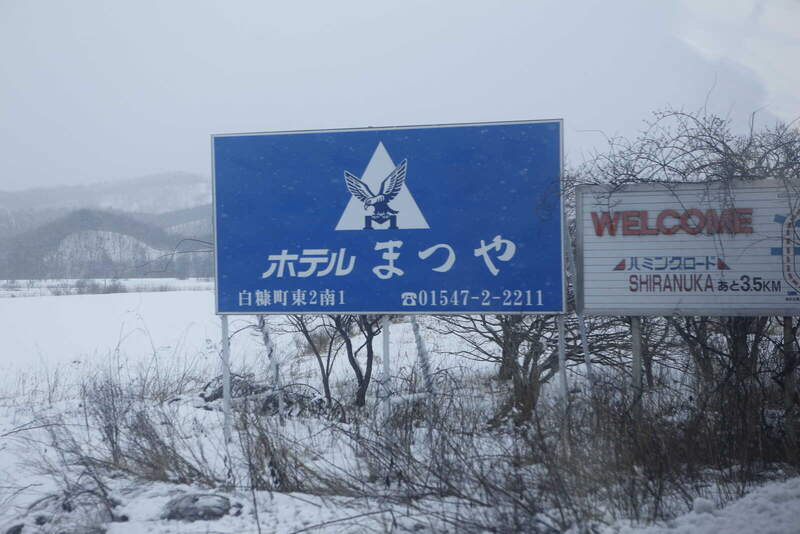 ホテル まつや
白糠町東2南1 ☎01547-2-2211
WELCOME
ハミングロード
SHIRANUKA あと3.5KM